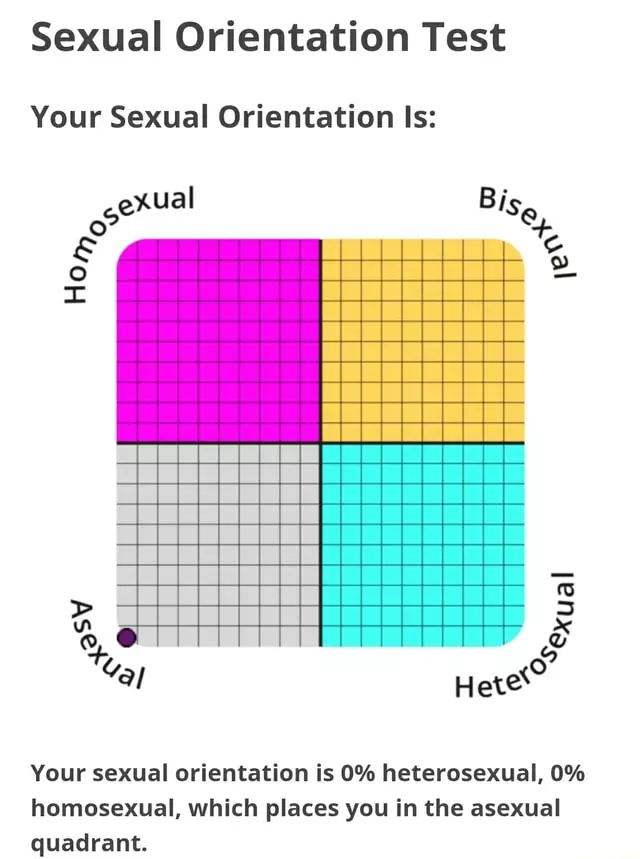 Sexual Orientation Test
Your Sexual Orientation Is:
Homosexual
Bisexual
Asexual
Heterosexual
Your sexual orientation is 0% heterosexual, 0%
homosexual, which places you in the asexual
quadrant.